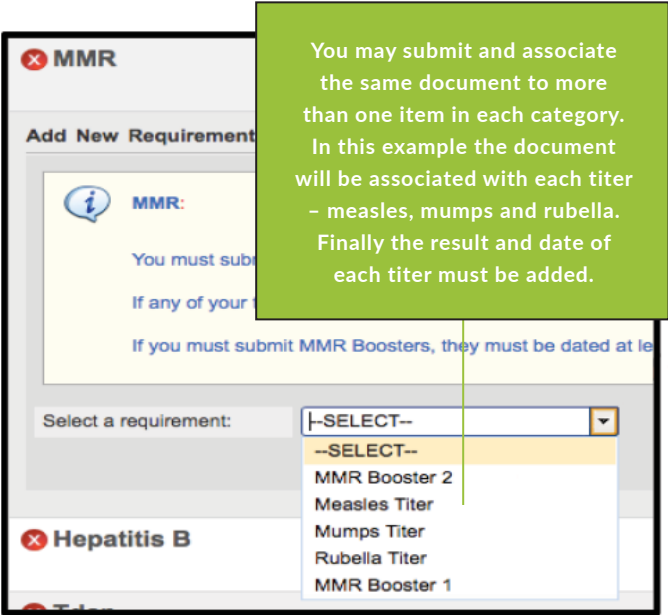 MMR
You may submit and associate
the same document to more
than one item in each category.
In this example the document
will be associated with each titer
– measles, mumps and rubella.
Finally the result and date of
each titer must be added.
Add New Requirement
MMR:
You must
If any of your
If you must submit MMR Boosters, they must be dated at
Select a requirement:
--SELECT--
--SELECT--
MMR Booster 2
Measles Titer
Mumps Titer
Rubella Titer
MMR Booster 1
Hepatitis B